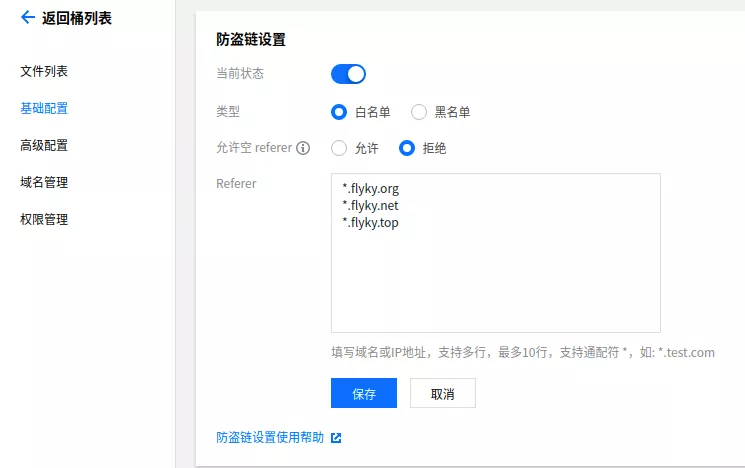 返回桶列表
文件列表
基础配置
高级配置
域名管理
权限管理
防盗链设置
当前状态
类型 白名单 黑名单
允许空 referer 允许 拒绝
Referer
*.flyky.org
*.flyky.net
*.flyky.top
填写域名或IP地址，支持多行，最多10行，支持通配符 *，如: *.test.com
保存 取消
防盗链设置使用帮助